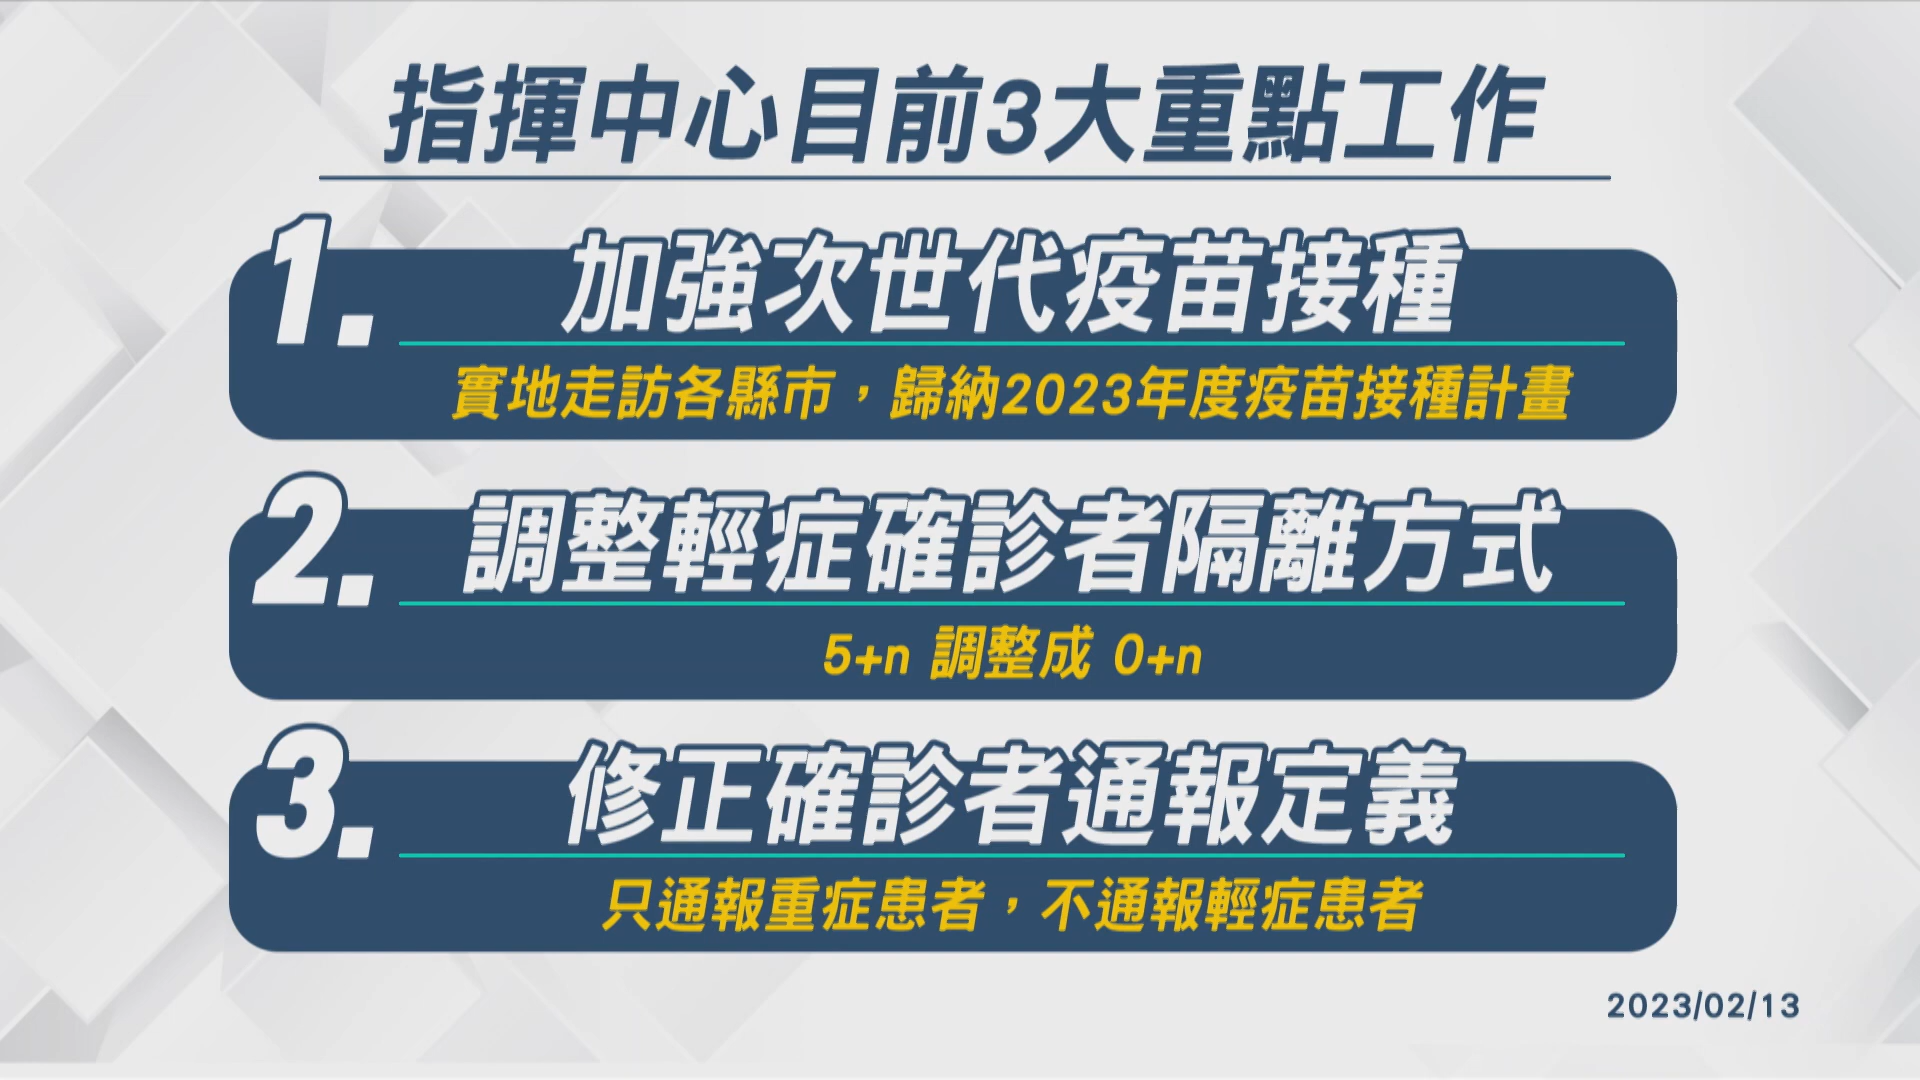 指揮中心目前3大重點工作
1. 加強次世代疫苗接種
實地走訪各縣市，歸納2023年度疫苗接種計畫
2. 調整輕症確診者隔離方式
5+n 調整成 0+n
3. 修正確診者通報定義
只通報重症患者，不通報輕症患者
2023/02/13